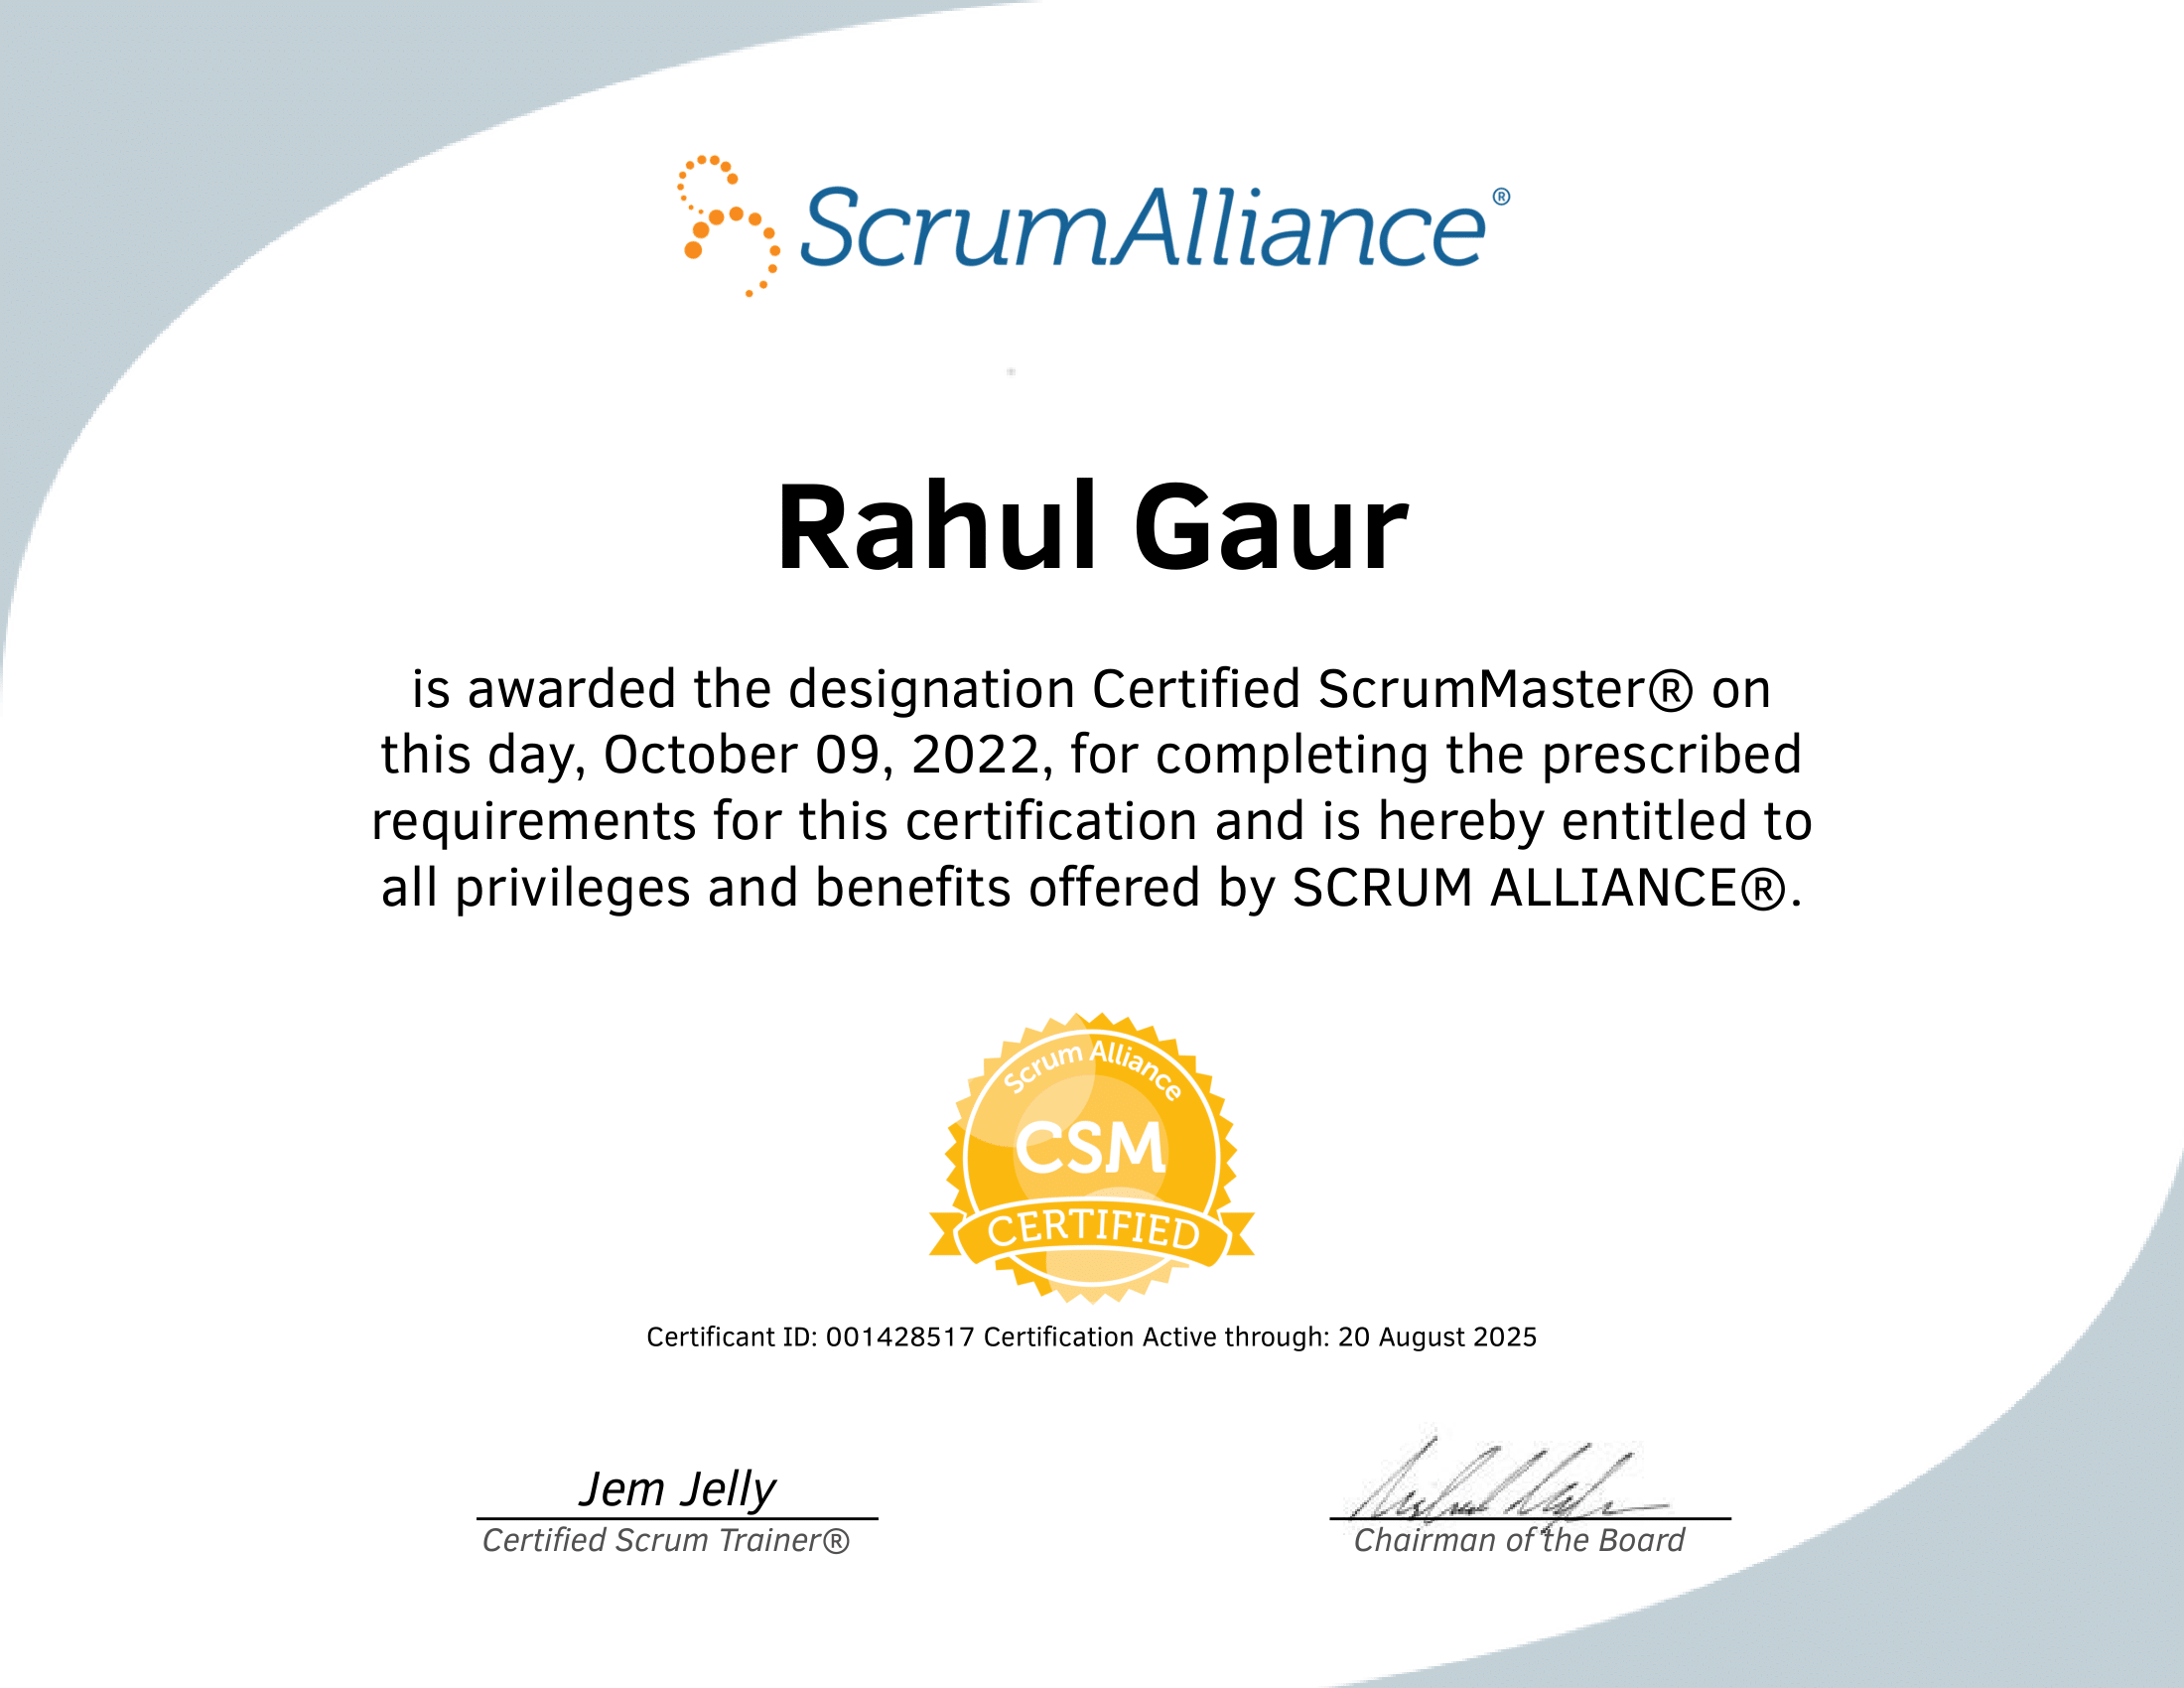 ScrumAlliance®
Rahul Gaur
is awarded the designation Certified ScrumMaster® on
this day, October 09, 2022, for completing the prescribed
requirements for this certification and is hereby entitled to
all privileges and benefits offered by SCRUM ALLIANCE®.
Scrum Alliance
CSM
CERTIFIED
Certificant ID: 001428517 Certification Active through: 20 August 2025
Jem Jelly
Certified Scrum Trainer®
Chairman of the Board